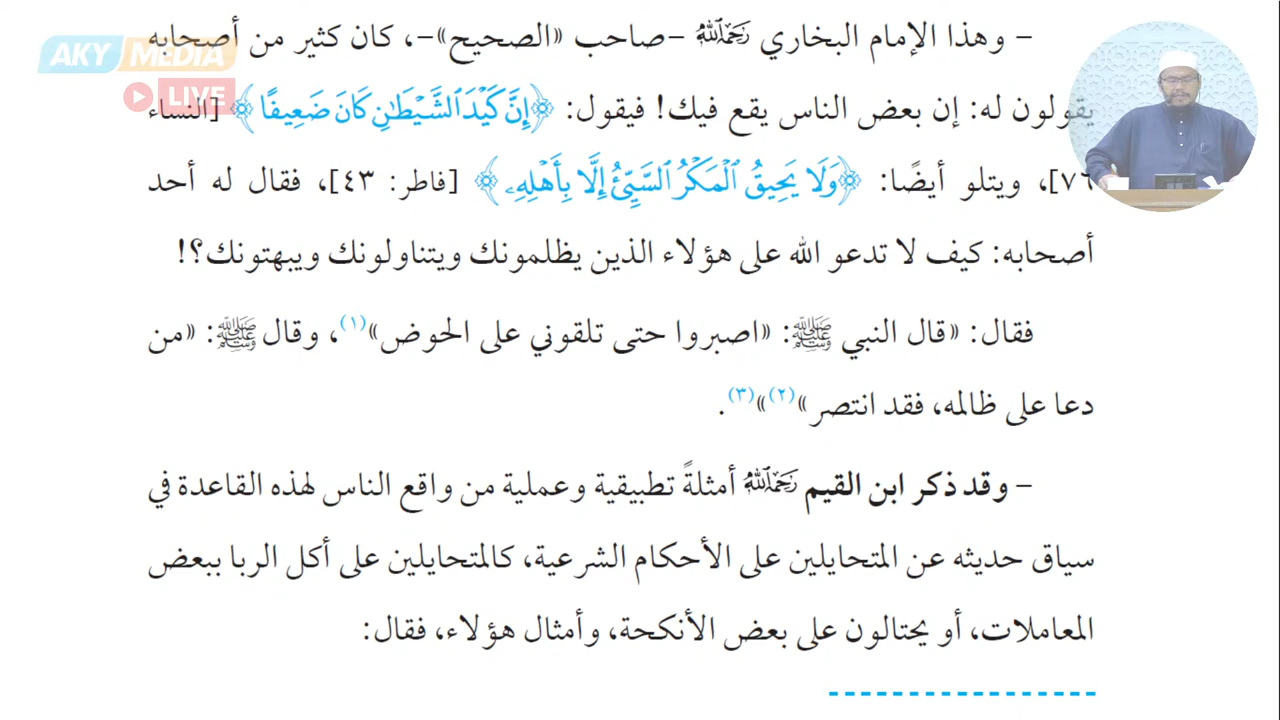 AKY MEDIA
LIVE
– وهذا الإمام البخاري رحمه الله –صاحب «الصحيح»–، كان كثير من أصحابه
يقولون له: إن بعض الناس يقع فيك! فيقول: ﴿إِنَّ كَيْدَ ٱلشَّيْطَٰنِ كَانَ ضَعِيفًا﴾ [النساء
٧٦]، ويتلو أيضًا: ﴿وَلَا يَحِيقُ ٱلْمَكْرُ ٱلسَّيِّئُ إِلَّا بِأَهْلِهِۦ﴾ [فاطر: ٤٣]، فقال له أحد
أصحابه: كيف لا تدعو الله على هؤلاء الذين يظلمونك ويتناولونك ويبهتونك؟!
فقال: «قال النبي ﷺ: «اصبروا حتى تلقوني على الحوض»(١)، وقال ﷺ: «من
دعا على ظالمه، فقد انتصر»(٢)»(٣).
– وقد ذكر ابن القيم رحمه الله أمثلةً تطبيقية وعملية من واقع الناس لهذه القاعدة في
سياق حديثه عن المتحايلين على الأحكام الشرعية، كالمتحايلين على أكل الربا ببعض
المعاملات، أو يحتالون على بعض الأنكحة، وأمثال هؤلاء، فقال: